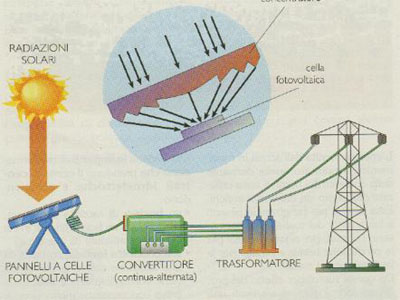 RADIAZIONI
SOLARI
cella
fotovoltaica
PANNELLI A CELLE
FOTOVOLTAICHE
CONVERTITORE
(continua-alternata)
TRASFORMATORE